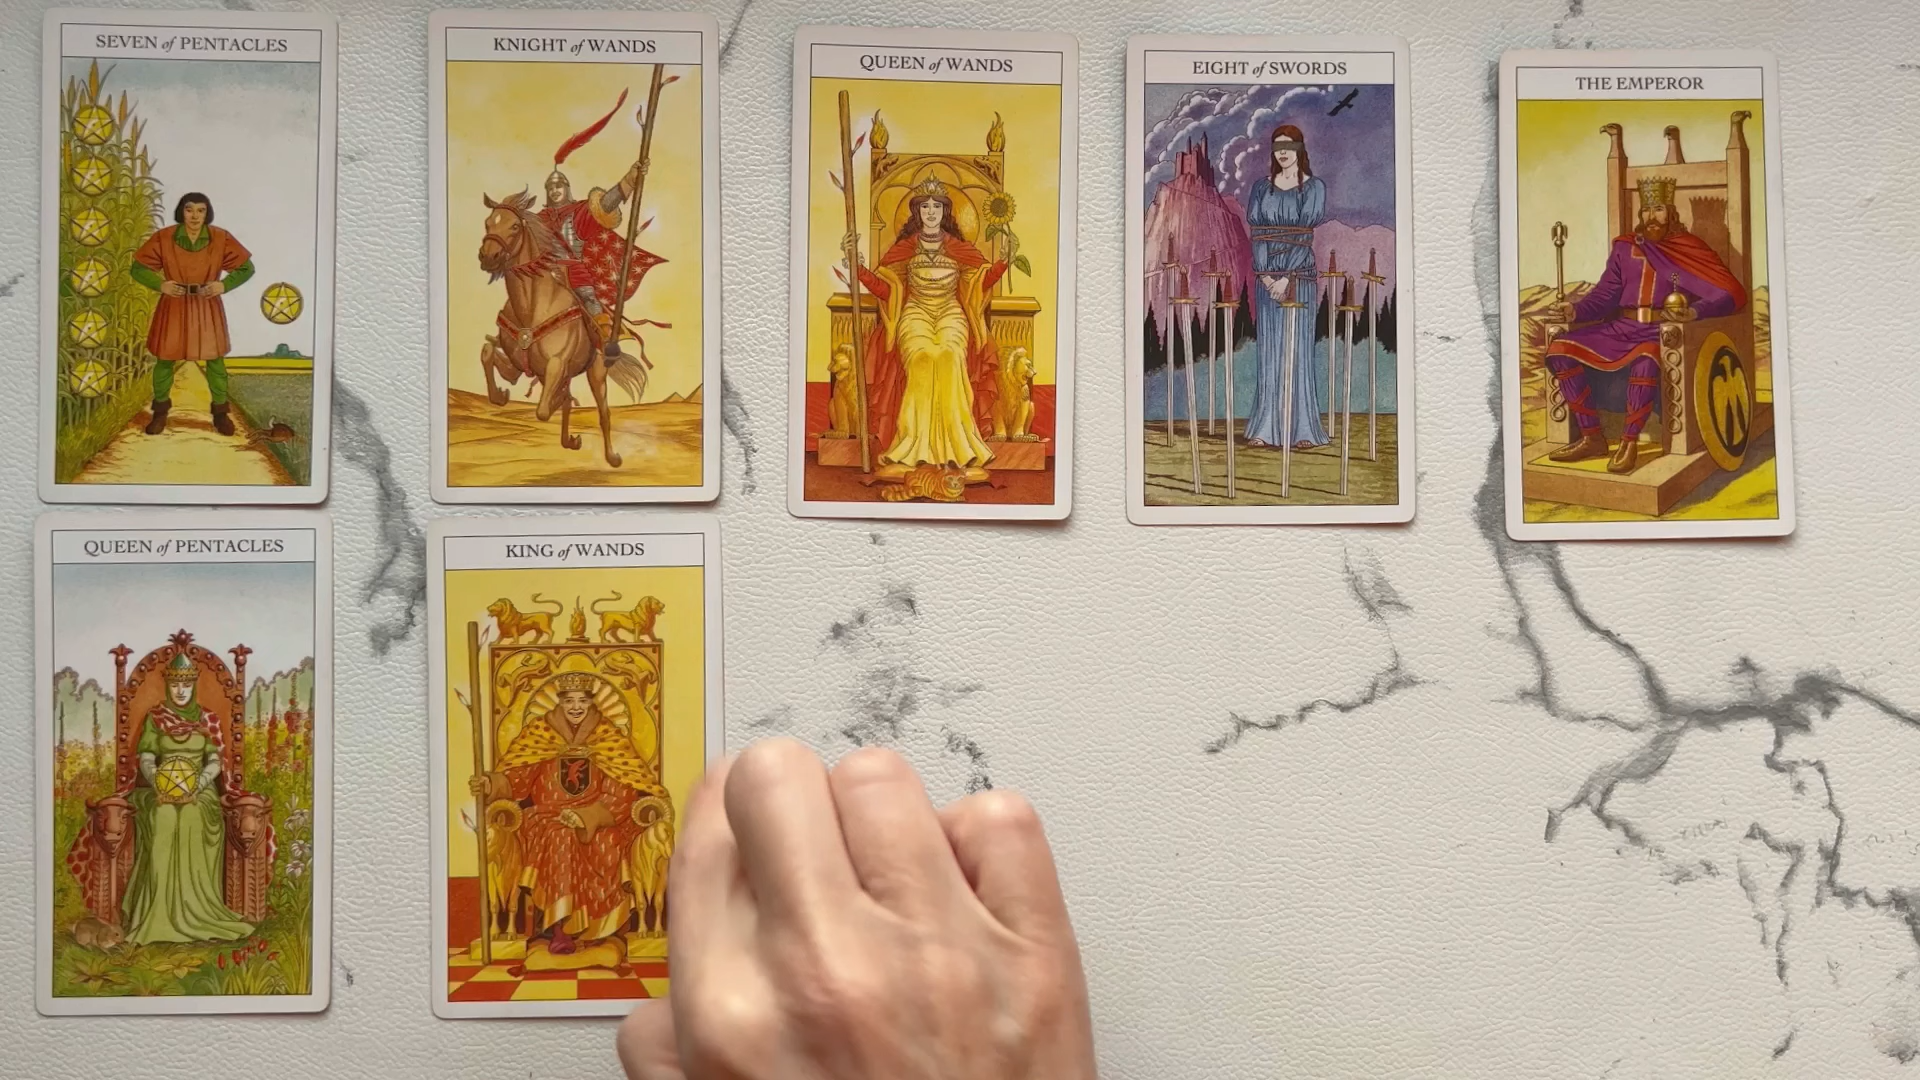 SEVEN of PENTACLES
KNIGHT of WANDS
QUEEN of WANDS
EIGHT of SWORDS
THE EMPEROR
QUEEN of PENTACLES
KING of WANDS